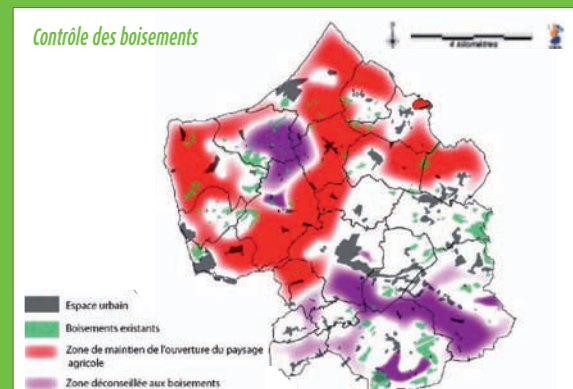 Contrôle des boisements
4 kilomètres
Espace urbain
Boisements existants
Zone de maintien de l'ouverture du paysage
agricole
Zone déconseillée aux boisements